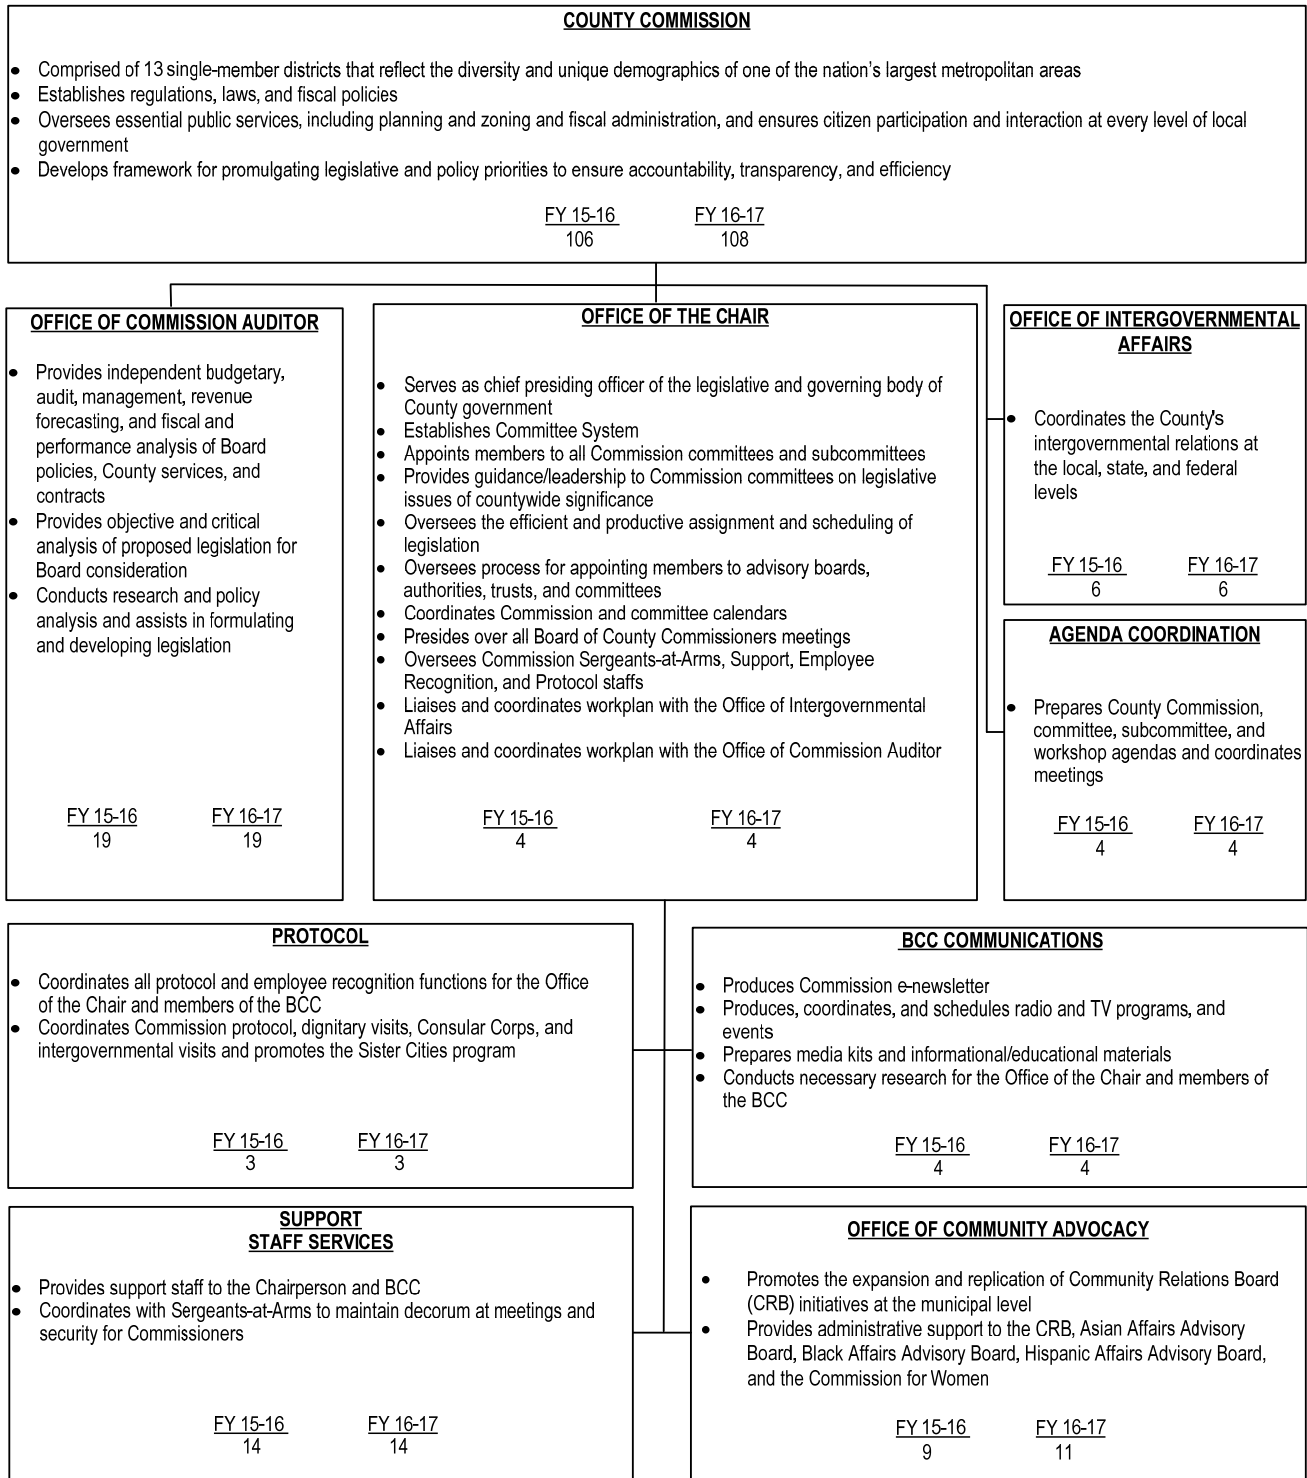 COUNTY COMMISSION
• Comprised of 13 single-member districts that reflect the diversity and unique demographics of one of the nation's largest metropolitan areas
• Establishes regulations, laws, and fiscal policies
• Oversees essential public services, including planning and zoning and fiscal administration, and ensures citizen participation and interaction at every level of local
government
• Develops framework for promulgating legislative and policy priorities to ensure accountability, transparency, and efficiency
FY 15-16 FY 16-17
106 108
OFFICE OF COMMISSION AUDITOR
• Provides independent budgetary,
audit, management, revenue
forecasting, and fiscal and
performance analysis of Board
policies, County services, and
contracts
• Provides objective and critical
analysis of proposed legislation for
Board consideration
• Conducts research and policy
analysis and assists in formulating
and developing legislation
FY 15-16 FY 16-17
19 19
OFFICE OF THE CHAIR
• Serves as chief presiding officer of the legislative and governing body of
County government
• Establishes Committee System
• Appoints members to all Commission committees and subcommittees
• Provides guidance/leadership to Commission committees on legislative
issues of countywide significance
• Oversees the efficient and productive assignment and scheduling of
legislation
• Oversees process for appointing members to advisory boards,
authorities, trusts, and committees
• Coordinates Commission and committee calendars
• Presides over all Board of County Commissioners meetings
• Oversees Commission Sergeants-at-Arms, Support, Employee
Recognition, and Protocol staffs
• Liaises and coordinates workplan with the Office of Intergovernmental
Affairs
• Liaises and coordinates workplan with the Office of Commission Auditor
FY 15-16 FY 16-17
4 4
OFFICE OF INTERGOVERNMENTAL
AFFAIRS
• Coordinates the County's
intergovernmental relations at
the local, state, and federal
levels
FY 15-16 FY 16-17
6 6
AGENDA COORDINATION
• Prepares County Commission,
committee, subcommittee, and
workshop agendas and coordinates
meetings
FY 15-16 FY 16-17
4 4
PROTOCOL
• Coordinates all protocol and employee recognition functions for the Office
of the Chair and members of the BCC
• Coordinates Commission protocol, dignitary visits, Consular Corps, and
intergovernmental visits and promotes the Sister Cities program
FY 15-16 FY 16-17
3 3
BCC COMMUNICATIONS
• Produces Commission e-newsletter
• Produces, coordinates, and schedules radio and TV programs, and
events
• Prepares media kits and informational/educational materials
• Conducts necessary research for the Office of the Chair and members of
the BCC
FY 15-16 FY 16-17
4 4
SUPPORT
STAFF SERVICES
• Provides support staff to the Chairperson and BCC
• Coordinates with Sergeants-at-Arms to maintain decorum at meetings and
security for Commissioners
FY 15-16 FY 16-17
14 14
OFFICE OF COMMUNITY ADVOCACY
• Promotes the expansion and replication of Community Relations Board
(CRB) initiatives at the municipal level
• Provides administrative support to the CRB, Asian Affairs Advisory
Board, Black Affairs Advisory Board, Hispanic Affairs Advisory Board,
and the Commission for Women
FY 15-16 FY 16-17
9 11